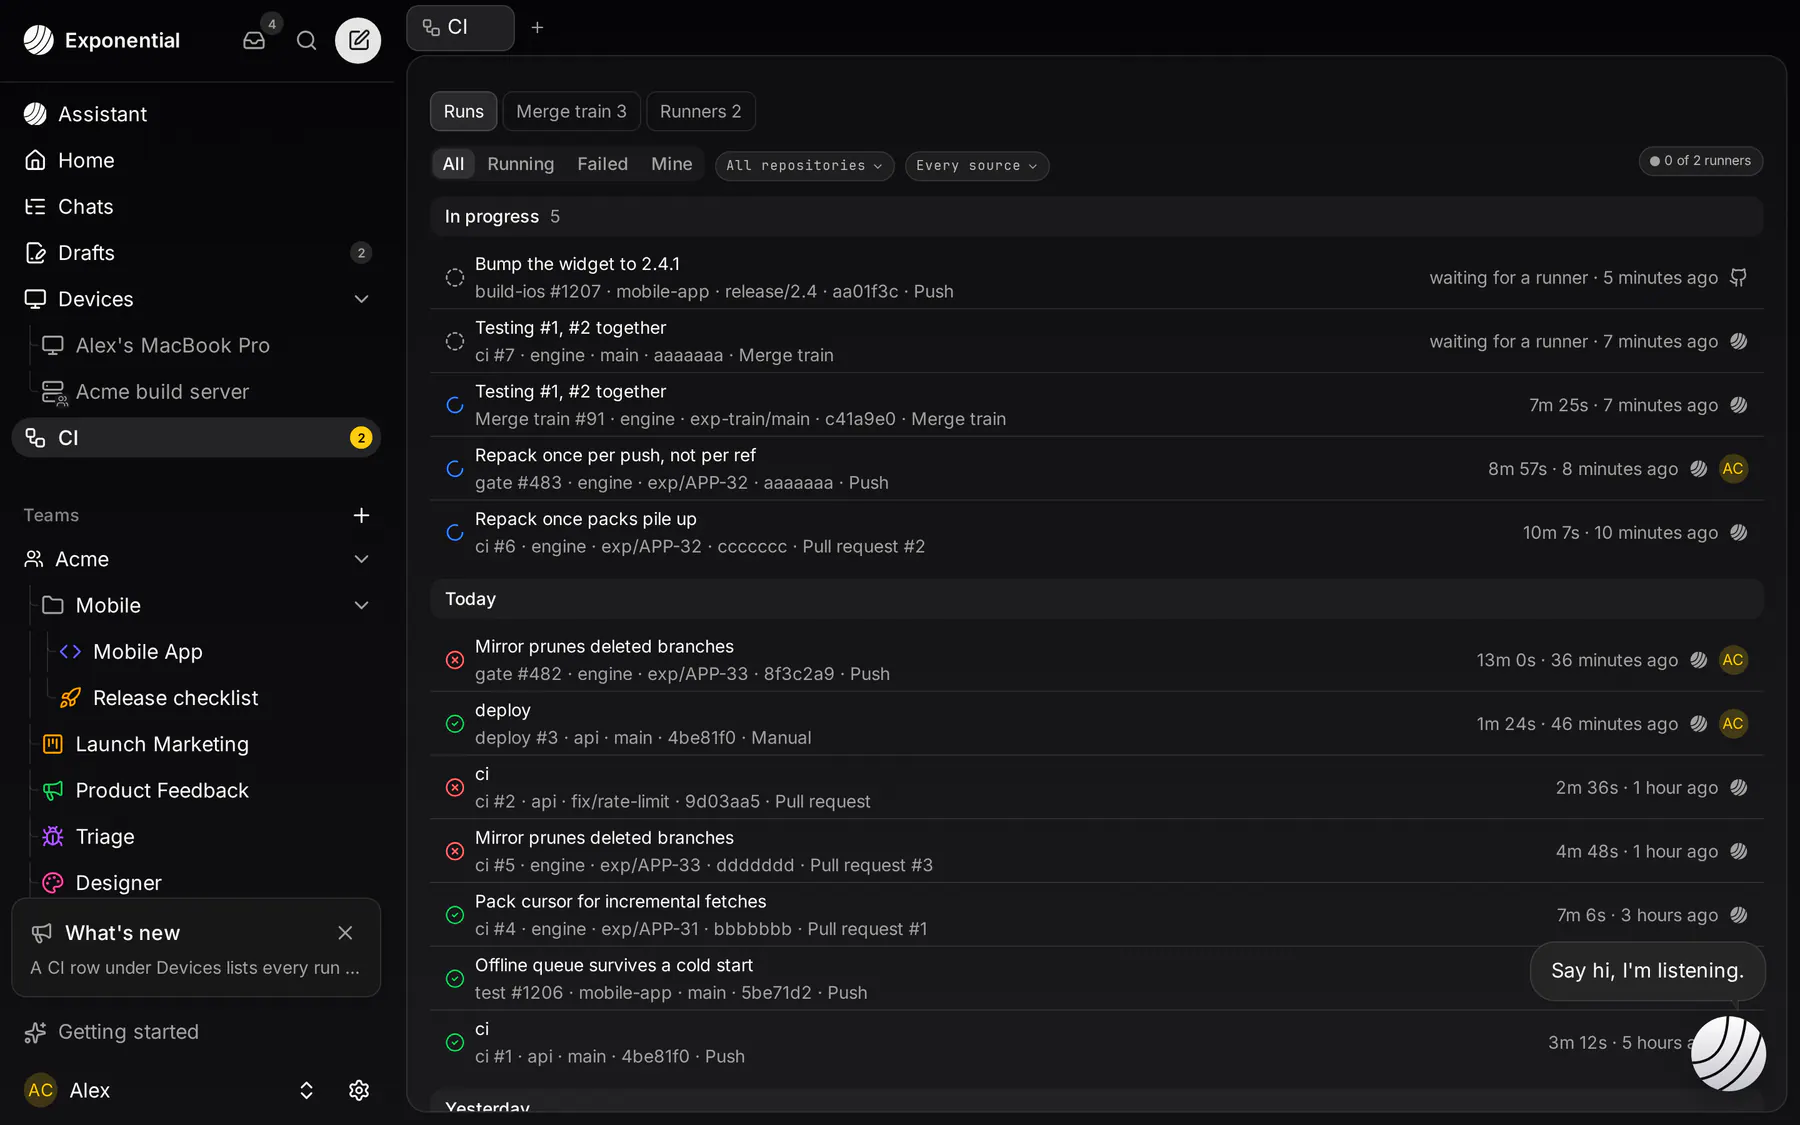 Exponential
4
Assistant
Home
Chats
Drafts
2
Devices
Alex's MacBook Pro
Acme build server
CI
2
Teams
Acme
Mobile
Mobile App
Release checklist
Launch Marketing
Product Feedback
Triage
Designer
What's new
A CI row under Devices lists every run ...
Getting started
AC Alex
CI
Runs
Merge train 3
Runners 2
All Running Failed Mine
All repositories
Every source
0 of 2 runners
In progress 5
Bump the widget to 2.4.1
build-ios #1207 · mobile-app · release/2.4 · aa01f3c · Push
waiting for a runner · 5 minutes ago
Testing #1, #2 together
ci #7 · engine · main · aaaaaaa · Merge train
waiting for a runner · 7 minutes ago
Testing #1, #2 together
Merge train #91 · engine · exp-train/main · c41a9e0 · Merge train
7m 25s · 7 minutes ago
Repack once per push, not per ref
gate #483 · engine · exp/APP-32 · aaaaaaa · Push
8m 57s · 8 minutes ago
AC
Repack once packs pile up
ci #6 · engine · exp/APP-32 · ccccccc · Pull request #2
10m 7s · 10 minutes ago
Today
Mirror prunes deleted branches
gate #482 · engine · exp/APP-33 · 8f3c2a9 · Push
13m 0s · 36 minutes ago
AC
deploy
deploy #3 · api · main · 4be81f0 · Manual
1m 24s · 46 minutes ago
AC
ci
ci #2 · api · fix/rate-limit · 9d03aa5 · Pull request
2m 36s · 1 hour ago
Mirror prunes deleted branches
ci #5 · engine · exp/APP-33 · ddddddd · Pull request #3
4m 48s · 1 hour ago
Pack cursor for incremental fetches
ci #4 · engine · exp/APP-31 · bbbbbbb · Pull request #1
7m 6s · 3 hours ago
Offline queue survives a cold start
test #1206 · mobile-app · main · 5be71d2 · Push
Say hi, I'm listening.
ci
ci #1 · api · main · 4be81f0 · Push
3m 12s · 5 hours
Yesterday